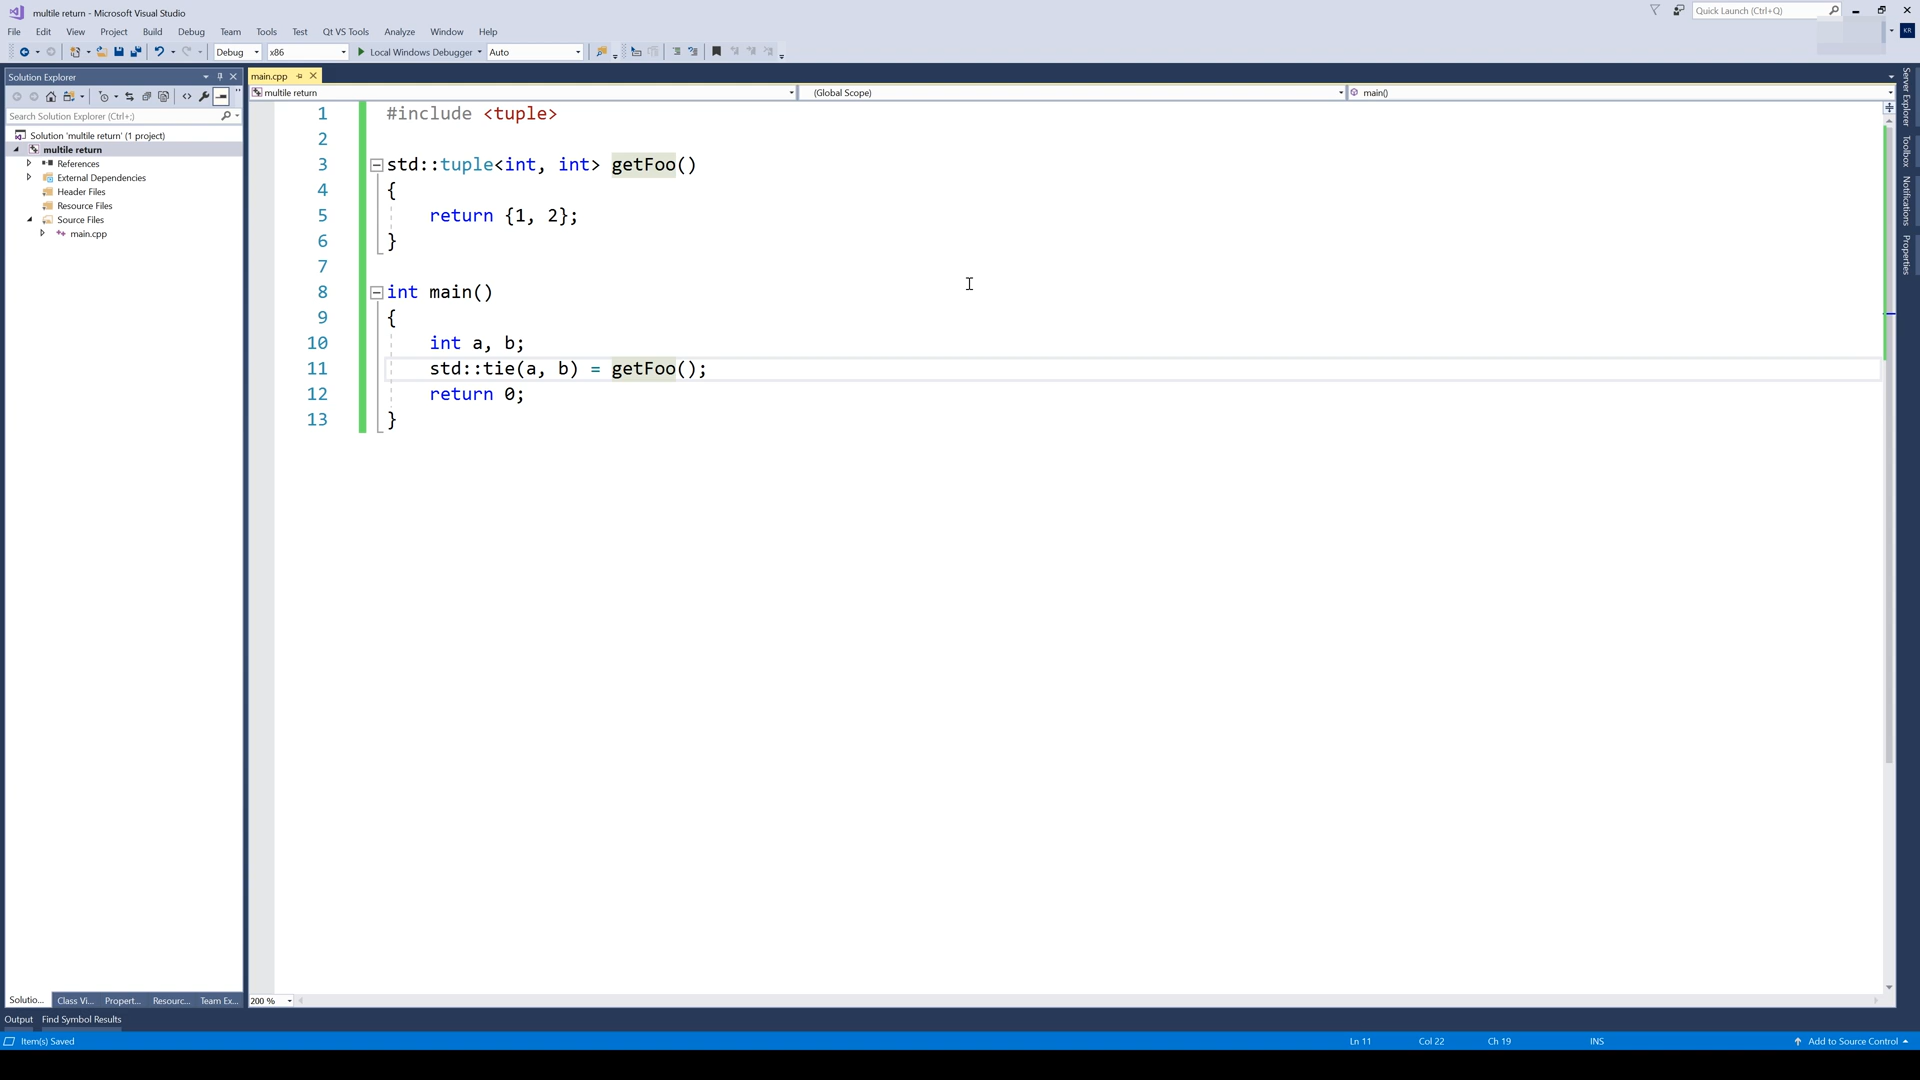 multile return - Microsoft Visual Studio
Quick Launch (Ctrl+Q)
File Edit View Project Build Debug Team Tools Test Qt VS Tools Analyze Window Help
KR
Debug x86 Local Windows Debugger Auto
Solution Explorer
Search Solution Explorer (Ctrl+;)
Solution 'multile return' (1 project)
multile return
References
External Dependencies
Header Files
Resource Files
Source Files
main.cpp
main.cpp
multile return (Global Scope) main()
1 #include <tuple>
2
3 std::tuple<int, int> getFoo()
4 {
5 return {1, 2};
6 }
7
8 int main()
9 {
10 int a, b;
11 std::tie(a, b) = getFoo();
12 return 0;
13 }
Server Explorer
Toolbox
Notifications
Properties
Solutio... Class Vi... Propert... Resourc... Team Ex...
200 %
Output Find Symbol Results
Item(s) Saved Ln 11 Col 22 Ch 19 INS Add to Source Control